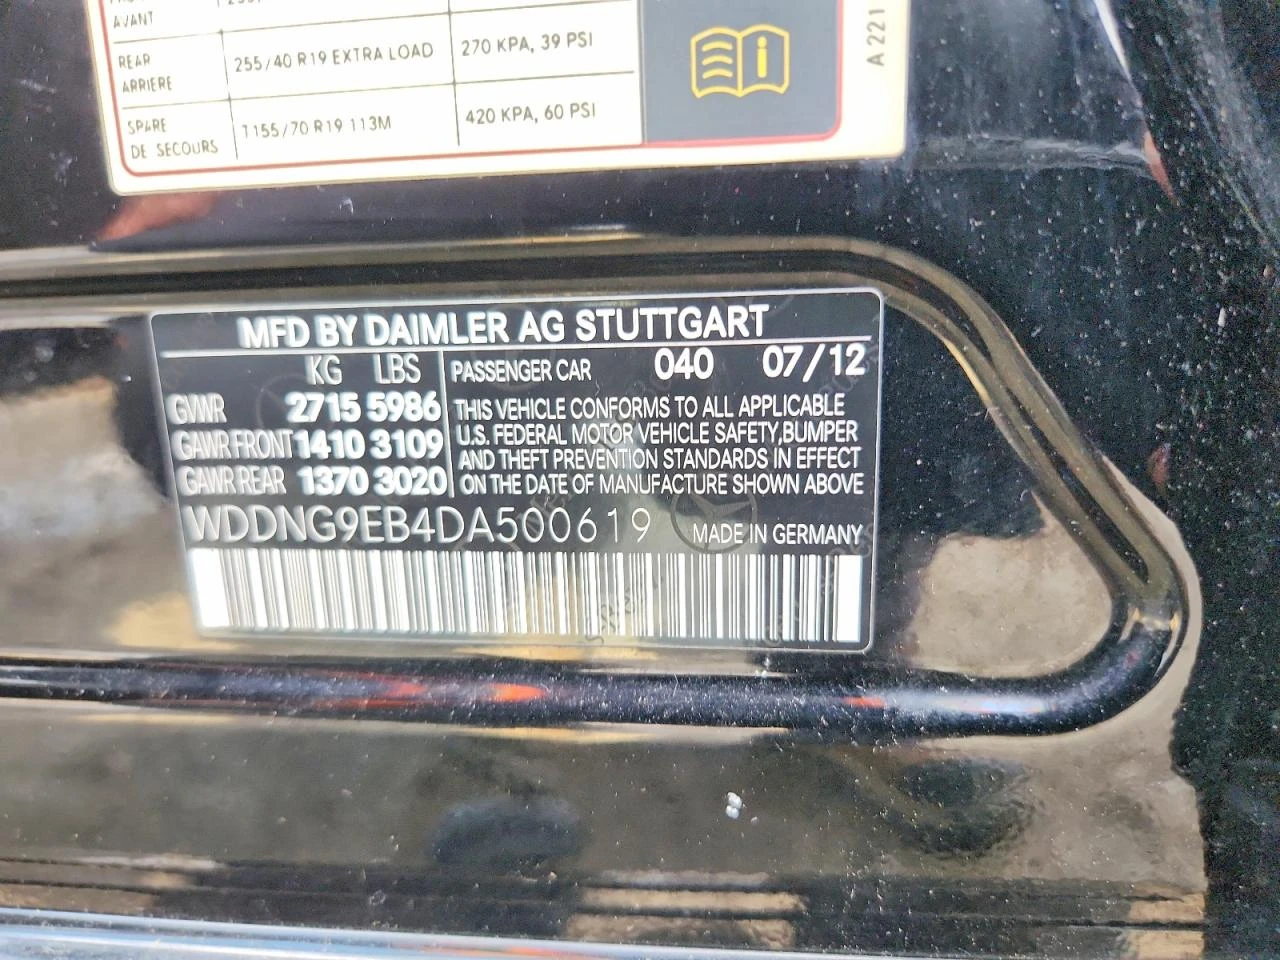 AVANT
REAR
ARRIERE
255/40 R19 EXTRA LOAD
270 KPA, 39 PSI
SPARE
DE SECOURS
T155/70 R19 113M
420 KPA, 60 PSI
A 221
MFD BY DAIMLER AG STUTTGART
KG LBS
GVWR 2715 5986
GAWR FRONT 1410 3109
GAWR REAR 1370 3020
PASSENGER CAR 040 07/12
THIS VEHICLE CONFORMS TO ALL APPLICABLE
U.S. FEDERAL MOTOR VEHICLE SAFETY,BUMPER
AND THEFT PREVENTION STANDARDS IN EFFECT
ON THE DATE OF MANUFACTURE SHOWN ABOVE
WDDNG9EB4DA500619
MADE IN GERMANY